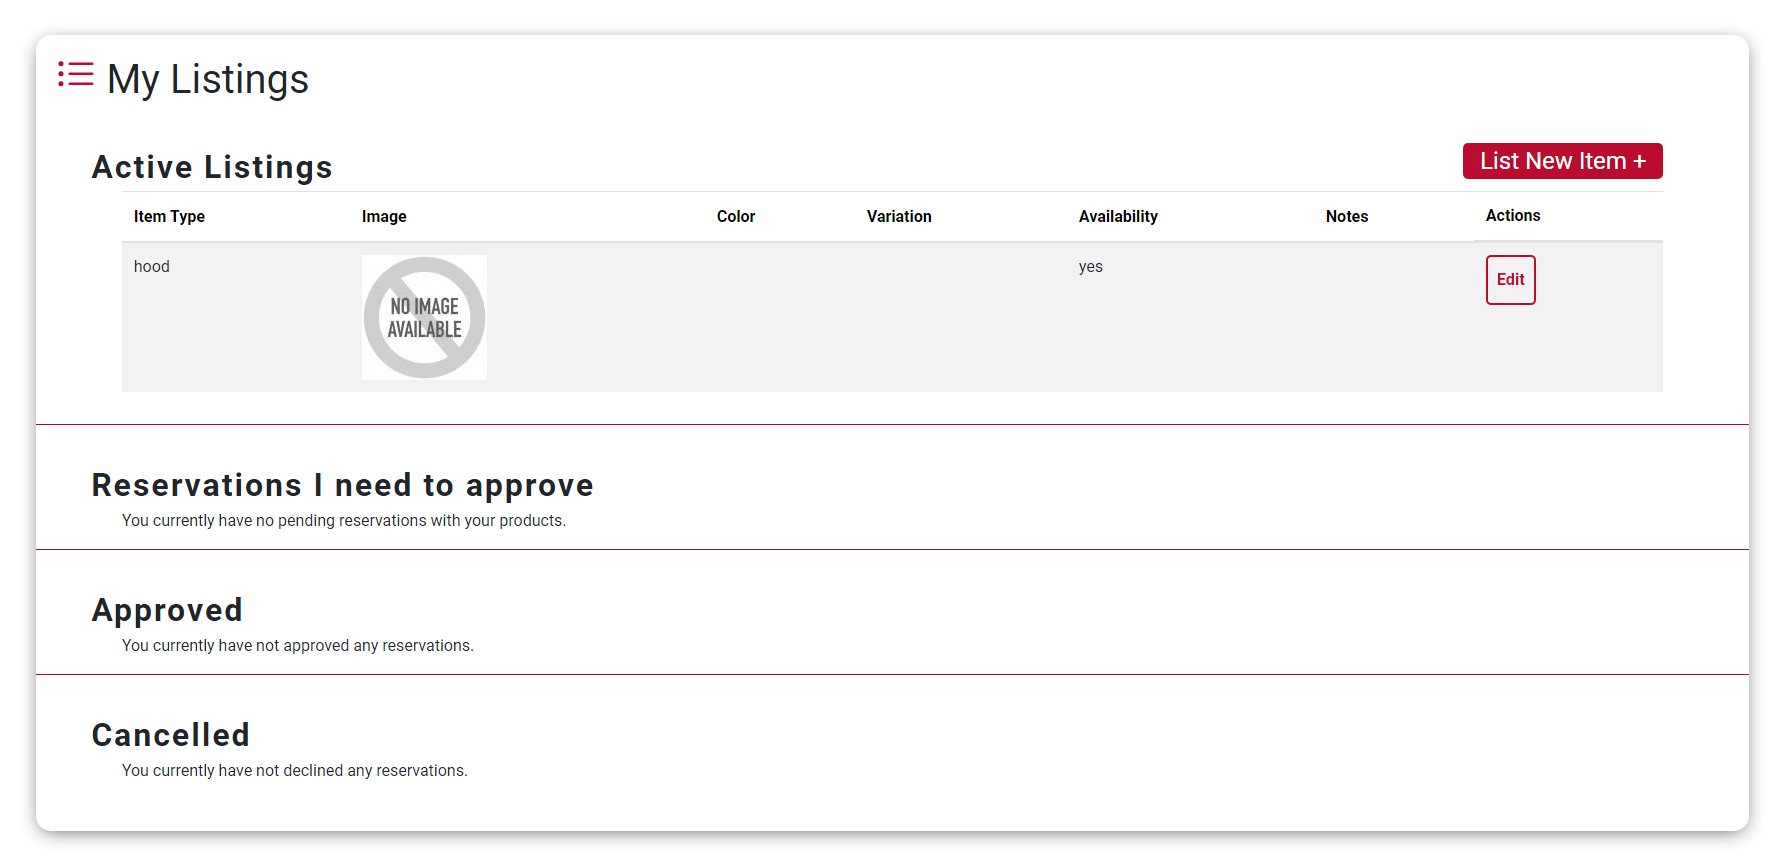 My Listings
Active Listings
List New Item +
Item Type Image Color Variation Availability Notes Actions
hood yes Edit
NO IMAGE
AVAILABLE
Reservations I need to approve
You currently have no pending reservations with your products.
Approved
You currently have not approved any reservations.
Cancelled
You currently have not declined any reservations.